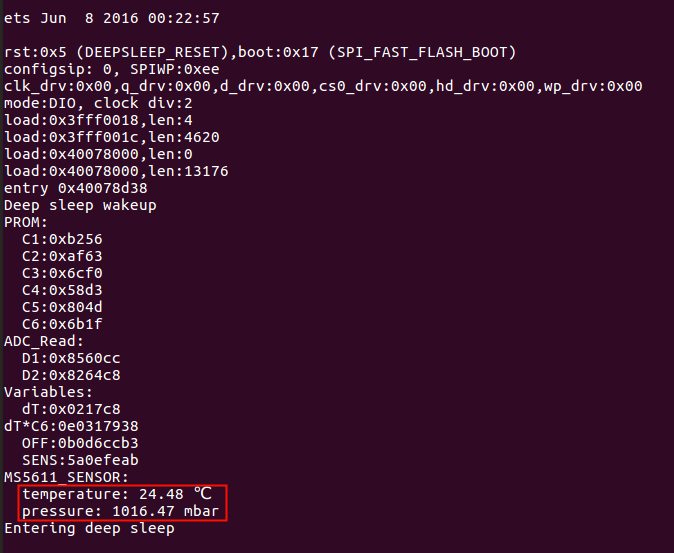 ets Jun  8 2016 00:22:57
rst:0x5 (DEEPSLEEP_RESET),boot:0x17 (SPI_FAST_FLASH_BOOT)
configsip: 0, SPIWP:0xee
clk_drv:0x00,q_drv:0x00,d_drv:0x00,cs0_drv:0x00,hd_drv:0x00,wp_drv:0x00
mode:DIO, clock div:2
load:0x3fff0018,len:4
load:0x3fff001c,len:4620
load:0x40078000,len:0
load:0x40078000,len:13176
entry 0x40078d38
Deep sleep wakeup
PROM:
  C1:0xb256
  C2:0xaf63
  C3:0x6cf0
  C4:0x58d3
  C5:0x804d
  C6:0x6b1f
ADC_Read:
  D1:0x8560cc
  D2:0x8264c8
Variables:
  dT:0x0217c8
dT*C6:0e0317938
  OFF:0b0d6ccb3
  SENS:5a0efeab
MS5611_SENSOR:
  temperature: 24.48 ℃
  pressure: 1016.47 mbar
Entering deep sleep